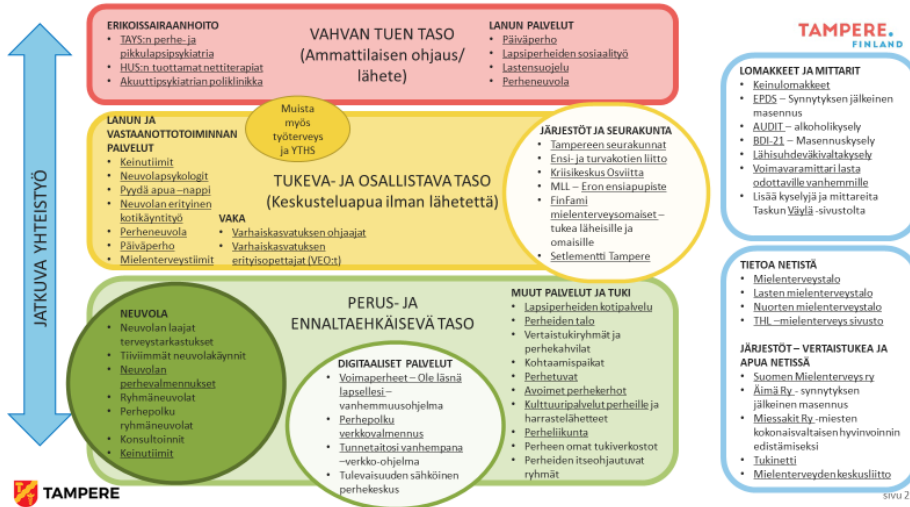 ERIKOISSAIRAANHOITO
• TAYS:n perhe- ja
pikkulapsipsykiatria
• HUS:n tuottamat nettiterapiat
• Akuuttipsykiatrian poliklinikka
VAHVAN TUEN TASO
(Ammattilaisen ohjaus/
lähete)
LANUN PALVELUT
• Päiväperho
• Lapsiperheiden sosiaalityö
• Lastensuojelu
• Perheneuvola
TAMPERE.
FINLAND
JATKUVA YHTEISTYÖ
LANUN JA
VASTAANOTTOTOIMINNAN
PALVELUT
• Keinutiimit
• Neuvolapsykologit
• Pyydä apua –nappi
• Neuvolan erityinen
kotikäyntityö
• Perheneuvola
• Päiväperho
• Mielenterveystiimit
Muista
myös
työterveys
ja YTHS
TUKEVA- JA OSALLISTAVA TASO
(Keskusteluapua ilman lähetettä)
VAKA
• Varhaiskasvatuksen ohjaajat
• Varhaiskasvatuksen
erityisopettajat (VEO:t)
JÄRJESTÖT JA SEURAKUNTA
• Tampereen seurakunnat
• Ensi- ja turvakotien liitto
• Kriisikeskus Osviitta
• MLL – Eron ensiapupiste
• FinFami
mielenterveysomaiset –
tukea läheisille ja
omaisille
• Setlementti Tampere
NEUVOLA
• Neuvolan laajat
terveystarkastukset
• Tiiviimmät neuvolakäynnit
• Neuvolan
perhevalmennukset
• Ryhmäneuvolat
• Perhepolku
ryhmäneuvolat
• Konsultoinnit
• Keinutiimit
PERUS- JA
ENNALTAEHKÄISEVÄ TASO
DIGITAALISET PALVELUT
• Voimaperheet – Ole läsnä
lapsellesi –
vanhemmuusohjelma
• Perhepolku
verkkovalmennus
• Tunnetaitosi vanhempana
–verkko-ohjelma
• Tulevaisuuden sähköinen
perhekeskus
MUUT PALVELUT JA TUKI
• Lapsiperheiden kotipalvelu
• Perheiden talo
• Vertaistukiryhmät ja
perhekahvilat
• Kohtaamispaikat
• Perhetuvat
• Avoimet perhekerhot
• Kulttuuripalvelut perheille ja
harrastelähetteet
• Perheliikunta
• Perheen omat tukiverkostot
• Perheiden itseohjautuvat
ryhmät
LOMAKKEET JA MITTARIT
• Keinulomakkeet
• EPDS – Synnytyksen jälkeinen
masennus
• AUDIT – alkoholikysely
• BDI-21 – Masennuskysely
• Lähisuhdeväkivaltakysely
• Voimavaramittari lasta
odottaville vanhemmille
• Lisää kyselyjä ja mittareita
Taskun Väylä -sivustolta
TIETOA NETISTÄ
• Mielenterveystalo
• Lasten mielenterveystalo
• Nuorten mielenterveystalo
• THL –mielenterveys sivusto
JÄRJESTÖT – VERTAISTUKEA JA
APUA NETISSÄ
• Suomen Mielenterveys ry
• Äimä Ry - synnytyksen
jälkeinen masennus
• Miessakit Ry -miesten
kokonaisvaltaisen hyvinvoinnin
edistämiseksi
• Tukinetti
• Mielenterveyden keskusliitto
TAMPERE
sivu 2